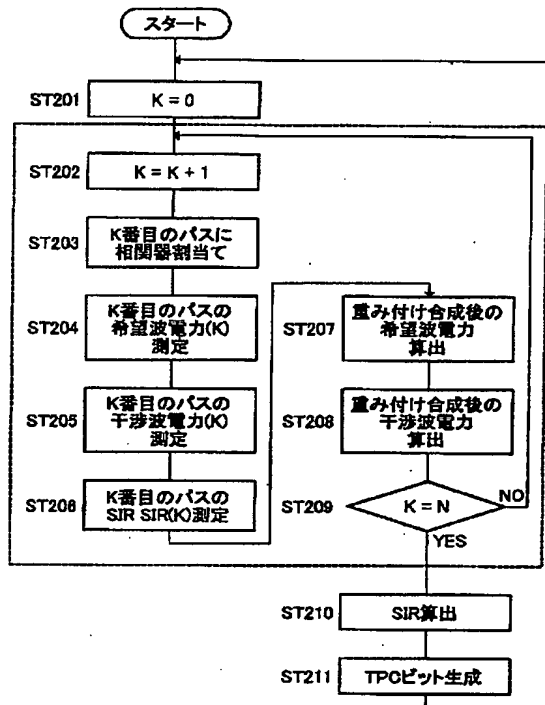 スタート
ST201
K = 0
ST202
K = K + 1
ST203
K番目のパスに
相関器割当て
ST204
K番目のパスの
希望波電力(K)
測定
ST205
K番目のパスの
干渉波電力(K)
測定
ST206
K番目のパスの
SIR SIR(K)測定
ST207
重み付け合成後の
希望波電力
算出
ST208
重み付け合成後の
干渉波電力
算出
ST209
K = N
NO
YES
ST210
SIR算出
ST211
TPCビット生成